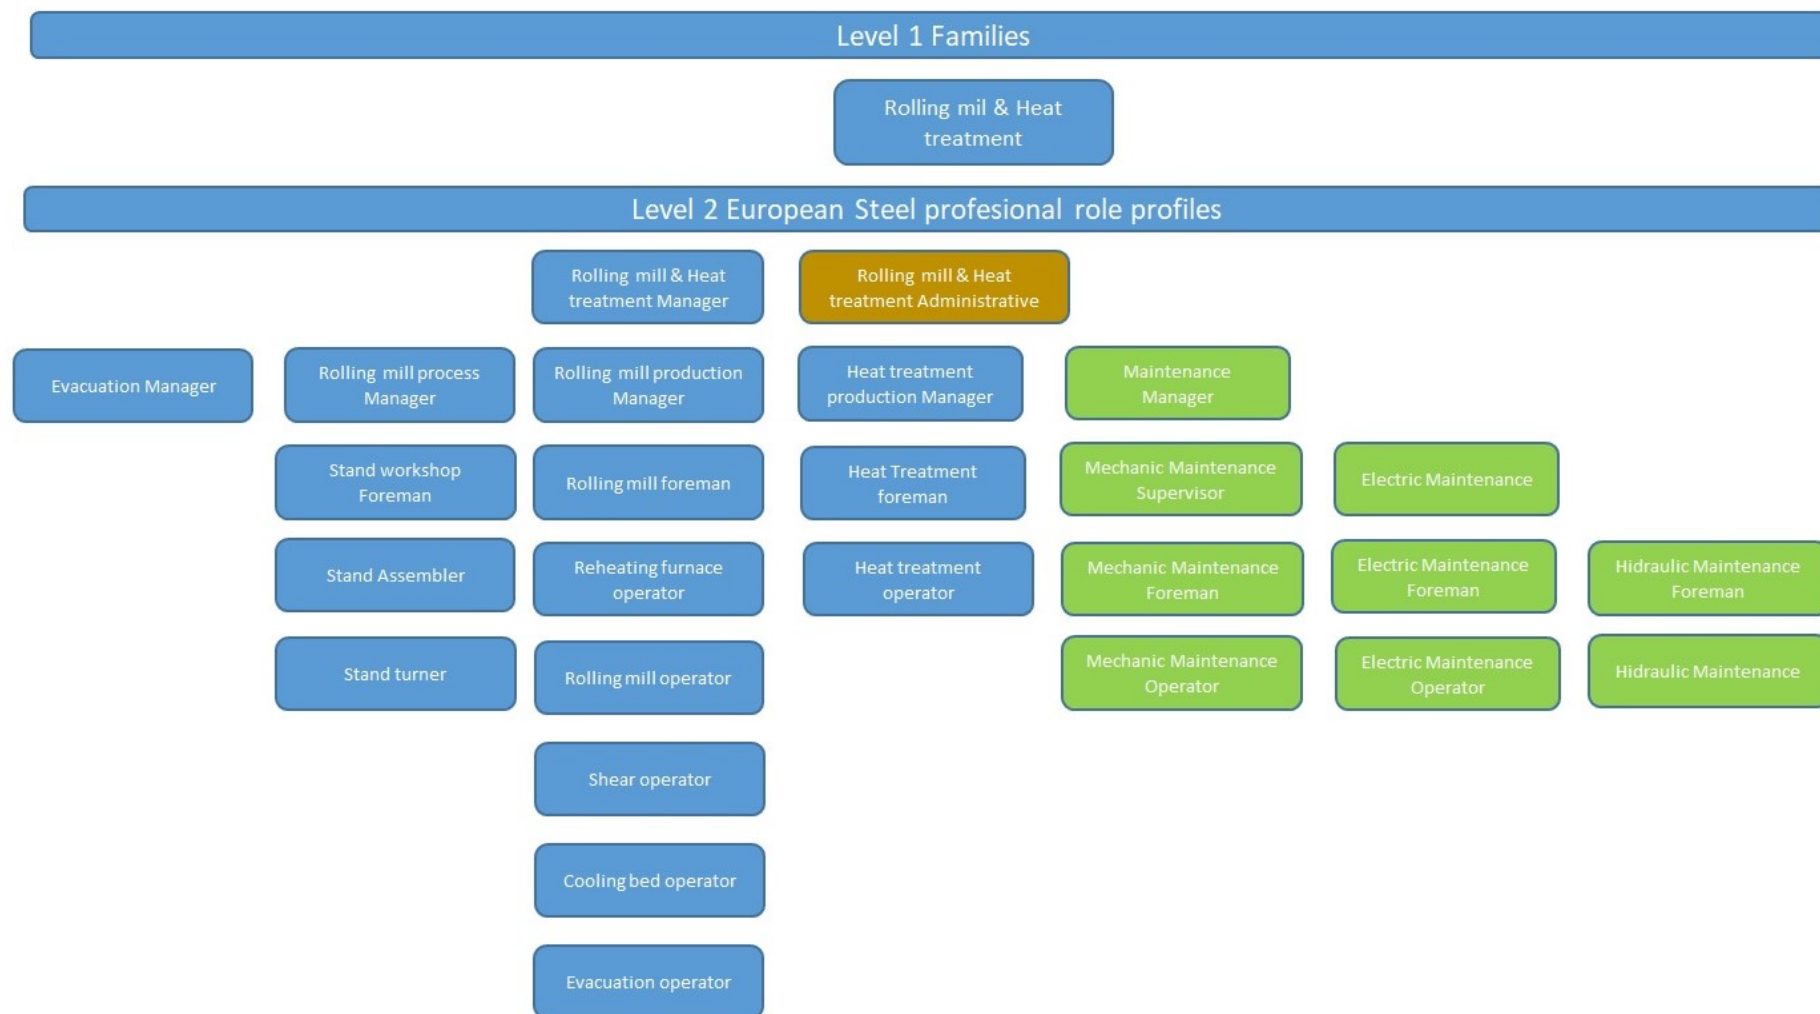 Level 1 Families
Rolling mil & Heat
treatment
Level 2 European Steel profesional role profiles
Rolling mill & Heat
treatment Manager
Rolling mill & Heat
treatment Administrative
Evacuation Manager
Rolling mill process
Manager
Rolling mill production
Manager
Heat treatment
production Manager
Maintenance
Manager
Stand workshop
Foreman
Rolling mill foreman
Heat Treatment
foreman
Mechanic Maintenance
Supervisor
Electric Maintenance
Stand Assembler
Reheating furnace
operator
Heat treatment
operator
Mechanic Maintenance
Foreman
Electric Maintenance
Foreman
Hidraulic Maintenance
Foreman
Stand turner
Rolling mill operator
Mechanic Maintenance
Operator
Electric Maintenance
Operator
Hidraulic Maintenance
Shear operator
Cooling bed operator
Evacuation operator